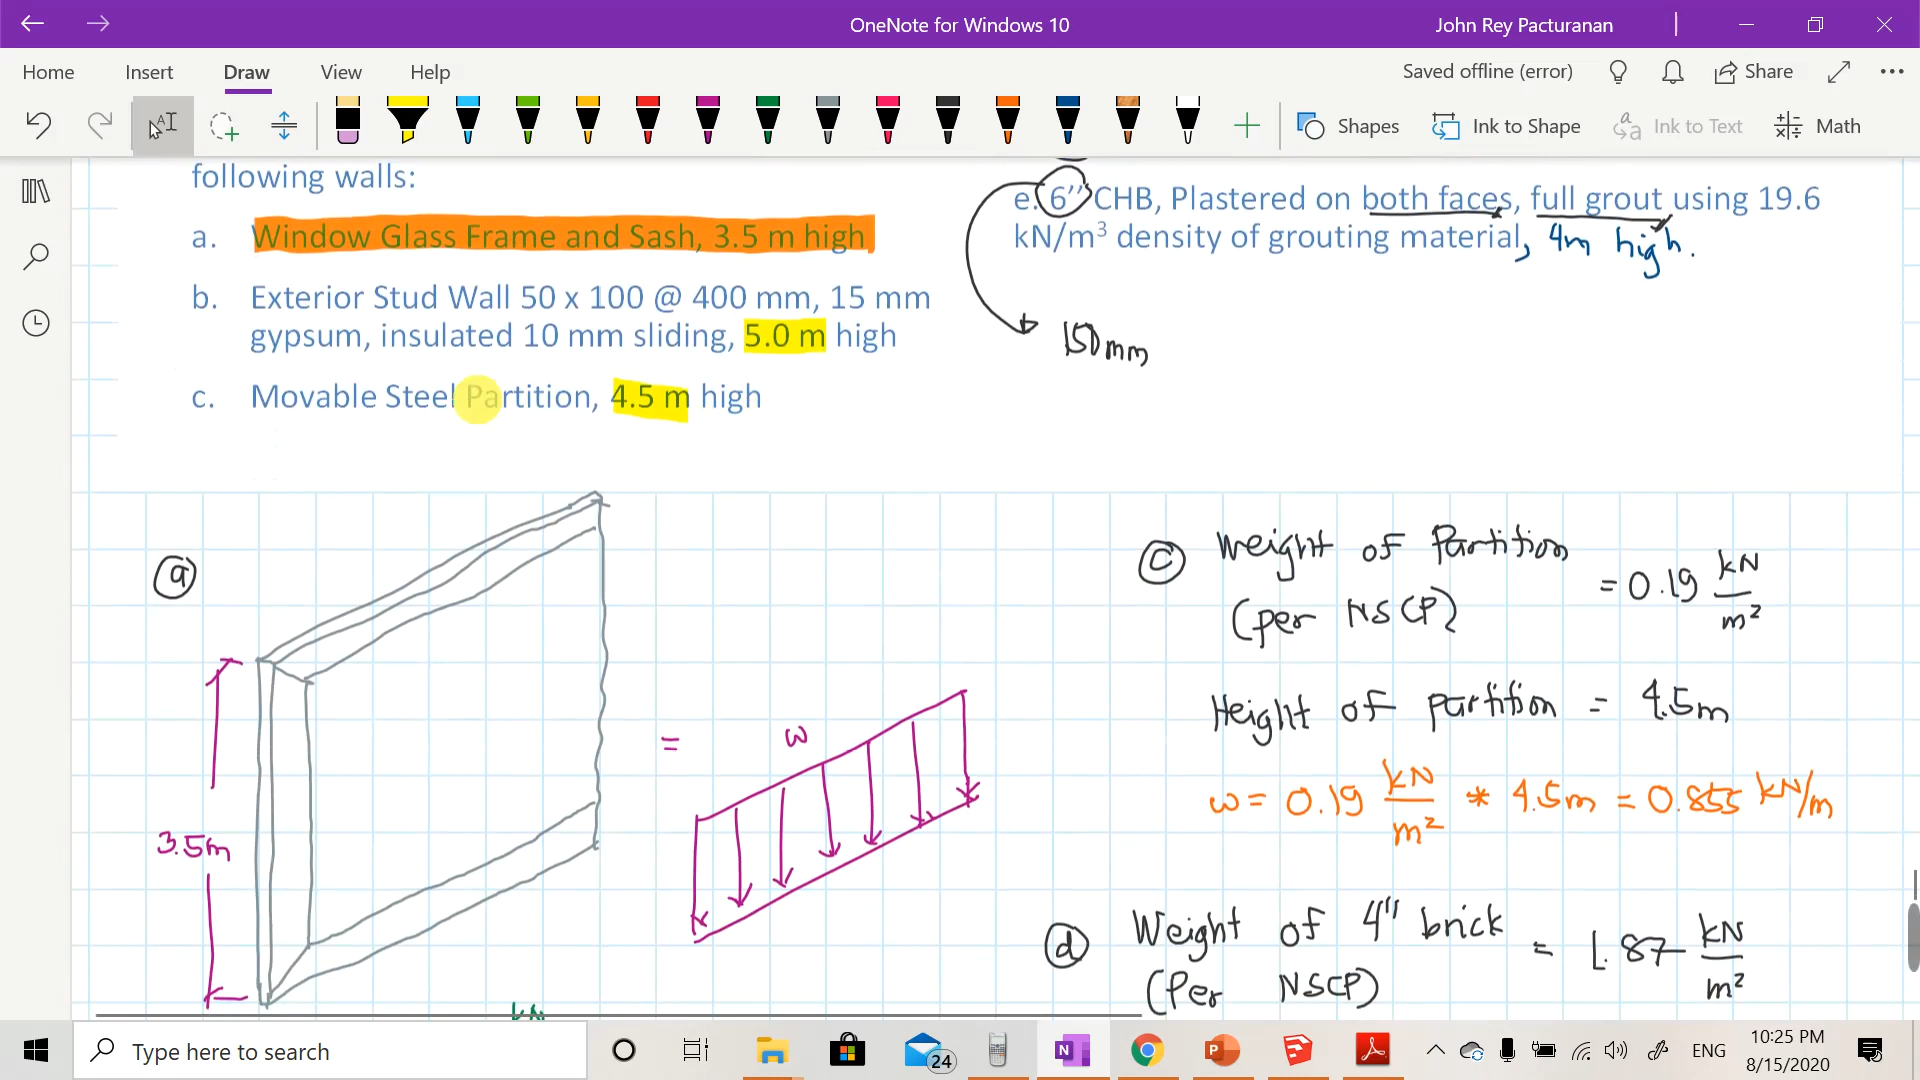 OneNote for Windows 10
John Rey Pacturanan
Home Insert Draw View Help
Saved offline (error)
Share
Shapes
Ink to Shape
Ink to Text
Math
following walls:
a. Window Glass Frame and Sash, 3.5 m high
b. Exterior Stud Wall 50 x 100 @ 400 mm, 15 mm
gypsum, insulated 10 mm sliding, 5.0 m high
c. Movable Steel Partition, 4.5 m high
e. 6’’ CHB, Plastered on both faces, full grout using 19.6
kN/m³ density of grouting material, 4m high.
150mm
a
3.5m
=
w
kN
c Weight of Partition
(per NSCP)
= 0.19 kN/m²
Height of partition = 4.5m
w = 0.19 kN/m² * 4.5m = 0.855 kN/m
d Weight of 4" brick
(Per NSCP)
= 1.87 kN/m²
Type here to search
24
ENG
10:25 PM
8/15/2020